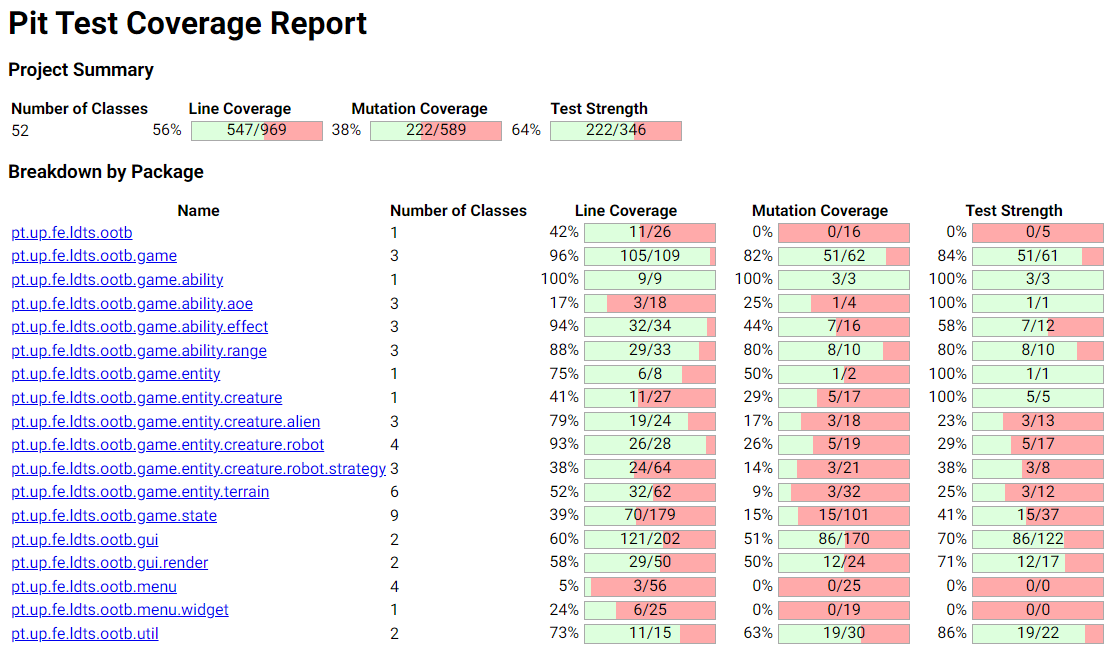 Pit Test Coverage Report
Project Summary
Number of Classes Line Coverage Mutation Coverage Test Strength
52 56% 547/969 38% 222/589 64% 222/346
Breakdown by Package
Name Number of Classes Line Coverage Mutation Coverage Test Strength
pt.up.fe.ldts.ootb 1 42% 11/26 0% 0/16 0% 0/5
pt.up.fe.ldts.ootb.game 3 96% 105/109 82% 51/62 84% 51/61
pt.up.fe.ldts.ootb.game.ability 1 100% 9/9 100% 3/3 100% 3/3
pt.up.fe.ldts.ootb.game.ability.aoe 3 17% 3/18 25% 1/4 100% 1/1
pt.up.fe.ldts.ootb.game.ability.effect 3 94% 32/34 44% 7/16 58% 7/12
pt.up.fe.ldts.ootb.game.ability.range 3 88% 29/33 80% 8/10 80% 8/10
pt.up.fe.ldts.ootb.game.entity 1 75% 6/8 50% 1/2 100% 1/1
pt.up.fe.ldts.ootb.game.entity.creature 1 41% 11/27 29% 5/17 100% 5/5
pt.up.fe.ldts.ootb.game.entity.creature.alien 3 79% 19/24 17% 3/18 23% 3/13
pt.up.fe.ldts.ootb.game.entity.creature.robot 4 93% 26/28 26% 5/19 29% 5/17
pt.up.fe.ldts.ootb.game.entity.creature.robot.strategy 3 38% 24/64 14% 3/21 38% 3/8
pt.up.fe.ldts.ootb.game.entity.terrain 6 52% 32/62 9% 3/32 25% 3/12
pt.up.fe.ldts.ootb.game.state 9 39% 70/179 15% 15/101 41% 15/37
pt.up.fe.ldts.ootb.gui 2 60% 121/202 51% 86/170 70% 86/122
pt.up.fe.ldts.ootb.gui.render 2 58% 29/50 50% 12/24 71% 12/17
pt.up.fe.ldts.ootb.menu 4 5% 3/56 0% 0/25 0% 0/0
pt.up.fe.ldts.ootb.menu.widget 1 24% 6/25 0% 0/19 0% 0/0
pt.up.fe.ldts.ootb.util 2 73% 11/15 63% 19/30 86% 19/22